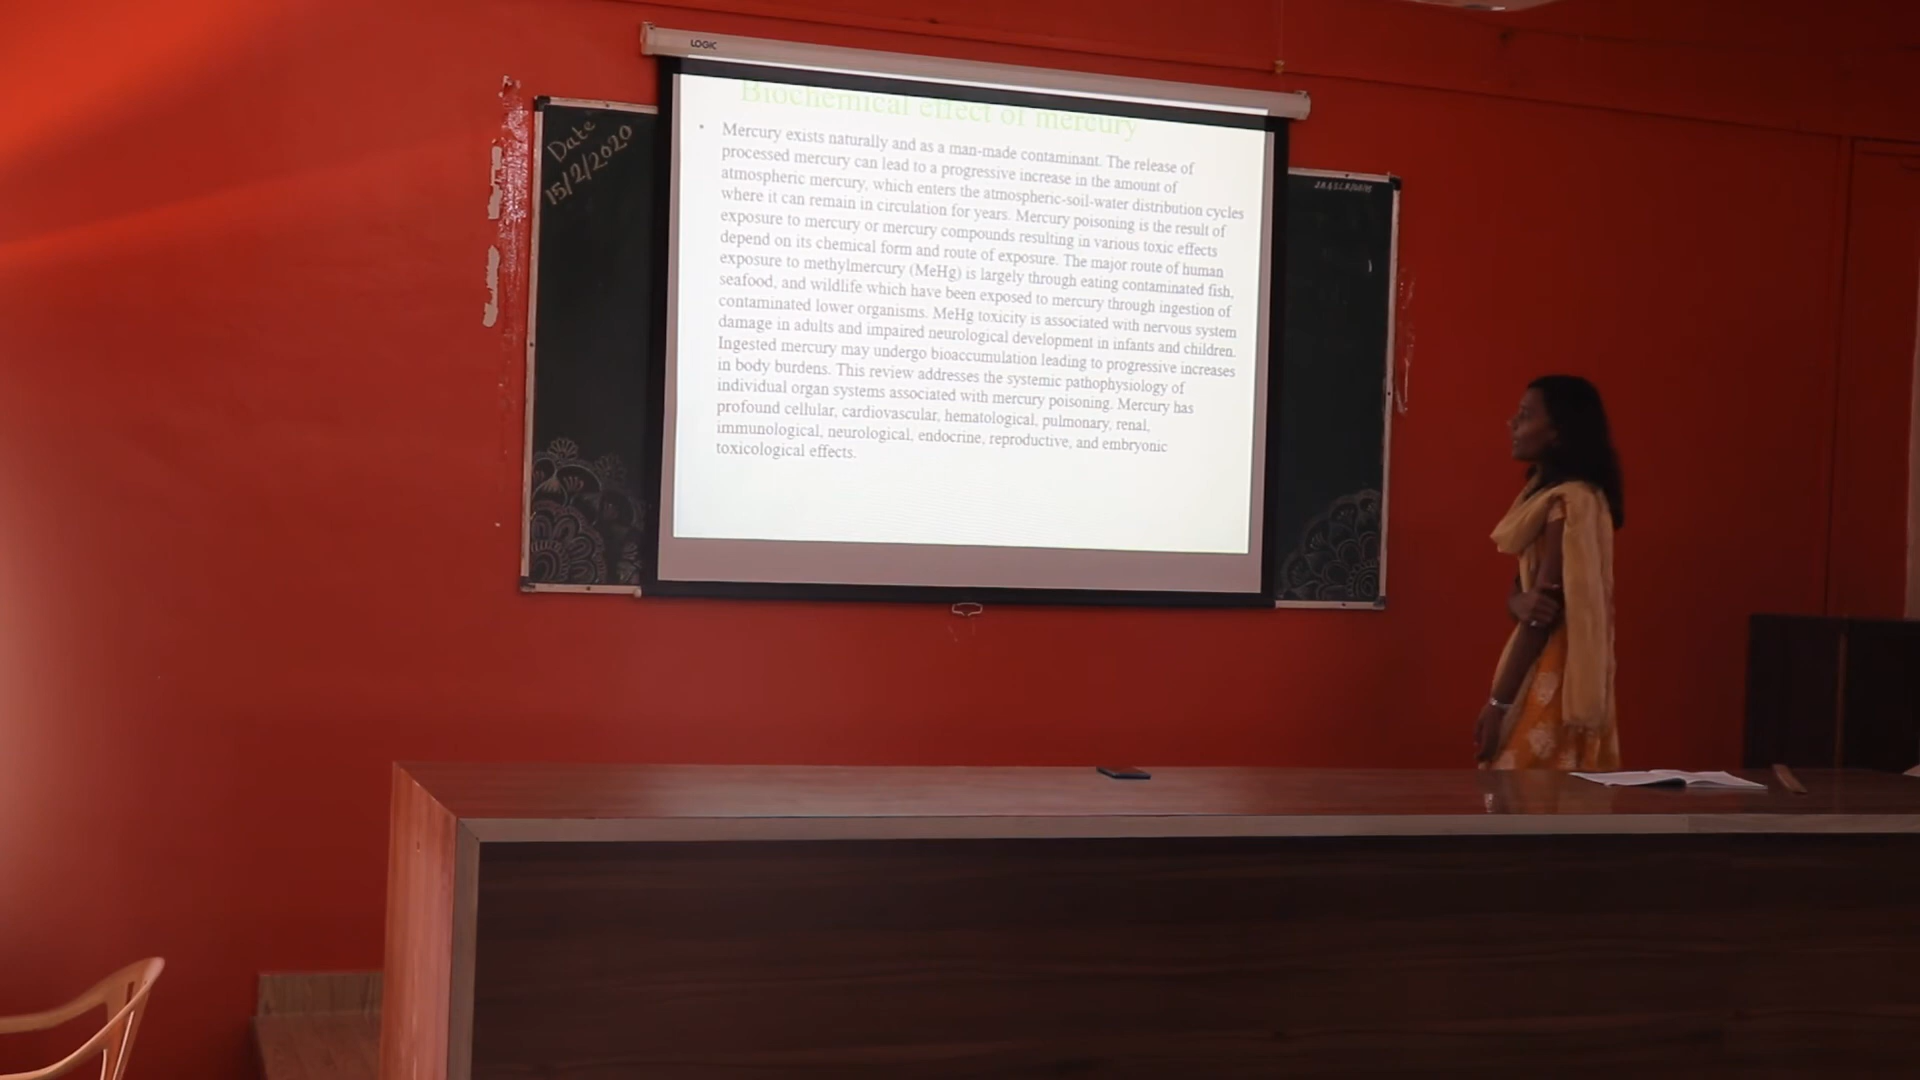 LOGIC
Date
15/2/2020
Biochemical effect of mercury
• Mercury exists naturally and as a man-made contaminant. The release of
processed mercury can lead to a progressive increase in the amount of
atmospheric mercury, which enters the atmospheric-soil-water distribution cycles
where it can remain in circulation for years. Mercury poisoning is the result of
exposure to mercury or mercury compounds resulting in various toxic effects
depend on its chemical form and route of exposure. The major route of human
exposure to methylmercury (MeHg) is largely through eating contaminated fish,
seafood, and wildlife which have been exposed to mercury through ingestion of
contaminated lower organisms. MeHg toxicity is associated with nervous system
damage in adults and impaired neurological development in infants and children.
Ingested mercury may undergo bioaccumulation leading to progressive increases
in body burdens. This review addresses the systemic pathophysiology of
individual organ systems associated with mercury poisoning. Mercury has
profound cellular, cardiovascular, hematological, pulmonary, renal,
immunological, neurological, endocrine, reproductive, and embryonic
toxicological effects.